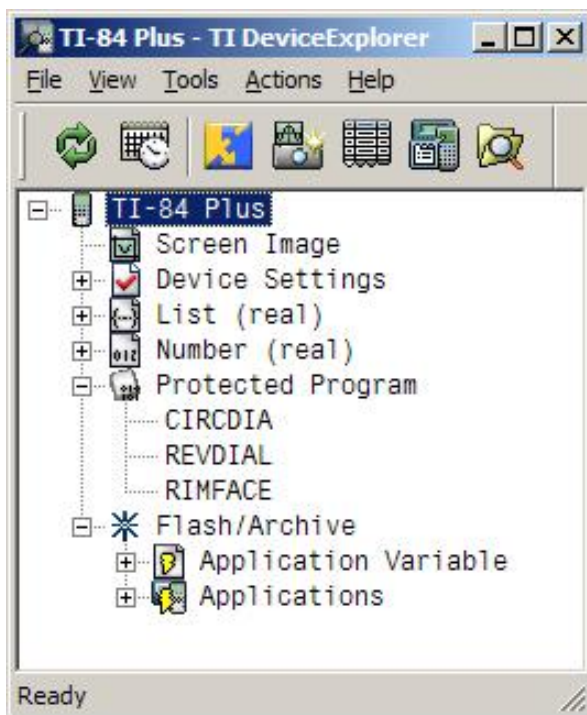 TI-84 Plus - TI DeviceExplorer
File View Tools Actions Help
TI-84 Plus
Screen Image
Device Settings
List (real)
Number (real)
Protected Program
CIRCDIA
REVDIAL
RIMFACE
Flash/Archive
Application Variable
Applications
Ready